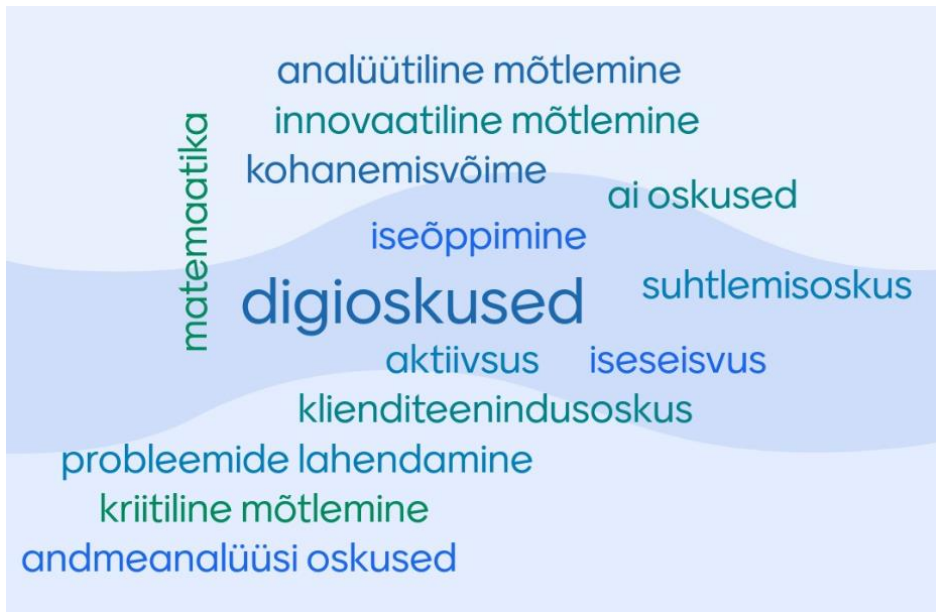 analüütiline mõtlemine
innovaatiline mõtlemine
matemaatika
kohanemisvõime
ai oskused
iseõppimine
digioskused
suhtlemisoskus
aktiivsus
iseseisvus
klienditeenindusoskus
probleemide lahendamine
kriitiline mõtlemine
andmeanalüüsi oskused